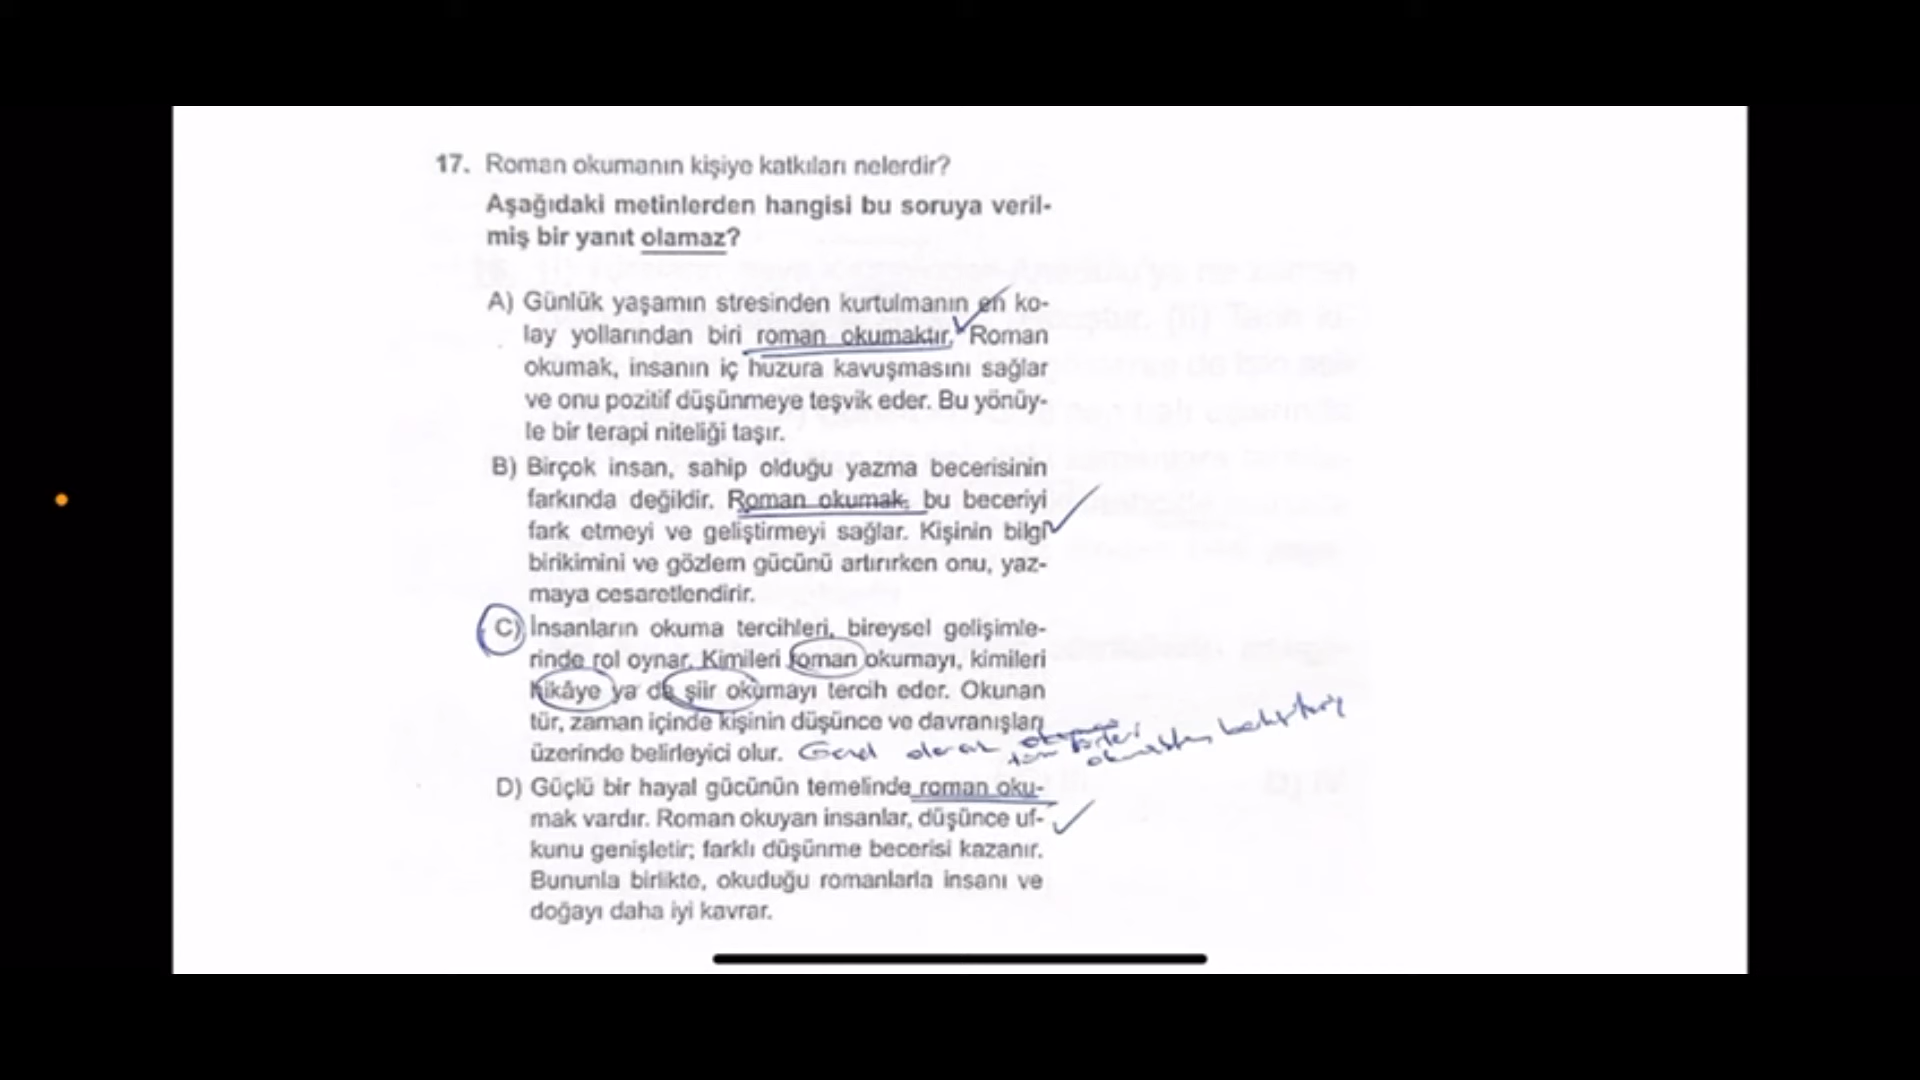 17. Roman okumanın kişiye katkıları nelerdir?
Aşağıdaki metinlerden hangisi bu soruya veril-
miş bir yanıt olamaz?
A) Günlük yaşamın stresinden kurtulmanın en ko-
lay yollarından biri roman okumaktır. Roman
okumak, insanın iç huzura kavuşmasını sağlar
ve onu pozitif düşünmeye teşvik eder. Bu yönüy-
le bir terapi niteliği taşır.
B) Birçok insan, sahip olduğu yazma becerisinin
farkında değildir. Roman okumak, bu beceriyi
fark etmeyi ve geliştirmeyi sağlar. Kişinin bilgi
birikimini ve gözlem gücünü artırırken onu, yaz-
maya cesaretlendirir.
C) İnsanların okuma tercihleri, bireysel gelişimle-
rinde rol oynar. Kimileri roman okumayı, kimileri
hikâye ya da şiir okumayı tercih eder. Okunan
tür, zaman içinde kişinin düşünce ve davranışları
üzerinde belirleyici olur.
D) Güçlü bir hayal gücünün temelinde roman oku-
mak vardır. Roman okuyan insanlar, düşünce uf-
kunu genişletir; farklı düşünme becerisi kazanır.
Bununla birlikte, okuduğu romanlarla insanı ve
doğayı daha iyi kavrar.